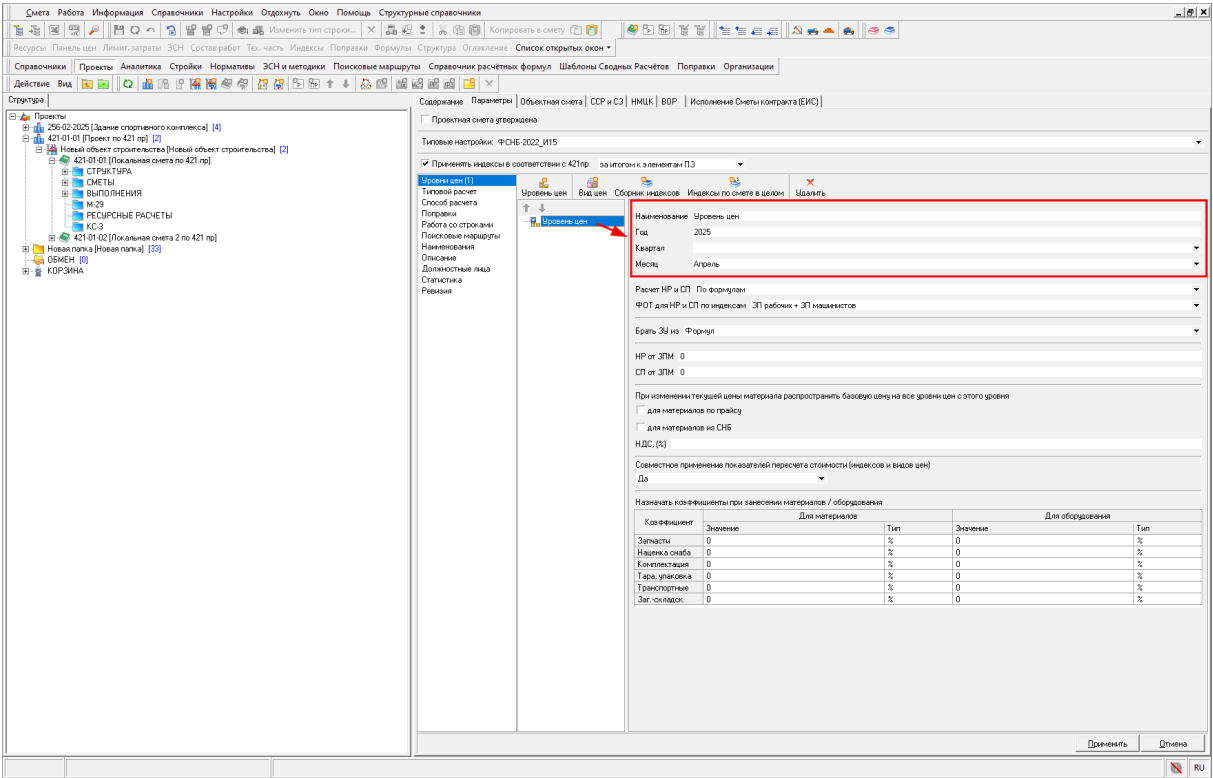 Смета Работа Информация Справочники Настройки Отдохнуть Окно Помощь Структурные справочники
Изменить тип строки... Копировать в смету
Ресурсы Панель цен Лимит. затраты ЭСН Состав работ Тех. часть Индексы Поправки Формулы Структура Оглавление Список открытых окон
Справочники Проекты Аналитика Стройки Нормативы ЭСН и методики Поисковые маршруты Справочник расчётных формул Шаблоны Сводных Расчётов Поправки Организации
Действие Вид
Структура
Проекты
256-02-2025 [Здание спортивного комплекса] [4]
421-01-01 [Проект по 421 пр] [2]
Новый объект строительства [Новый объект строительства] [2]
421-01-01 [Локальная смета по 421 пр]
СТРУКТУРА
СМЕТЫ
ВЫПОЛНЕНИЯ
М-29
РЕСУРСНЫЕ РАСЧЕТЫ
КС-3
421-01-02 [Локальная смета 2 по 421 пр]
Новая папка [Новая папка] [33]
ОБМЕН [0]
КОРЗИНА
Содержание Параметры Объектная смета ССР и СЗ НМЦК ВОР Исполнение Сметы контракта (ЕИС)
Проектная смета утверждена
Типовые настройки: ФСНБ-2022_И15
Применять индексы в соответствии с 421пр за итогом к элементам ПЗ
Уровни цен (1)
Типовой расчет
Способ расчета
Поправки
Работа со строками
Поисковые маршруты
Наименования
Описание
Должностные лица
Статистика
Ревизия
Уровень цен Вид цен Сборник индексов Индексы по смете в целом Удалить
Уровень цен
Наименование Уровень цен
Год 2025
Квартал
Месяц Апрель
Расчет НР и СП По формулам
ФОТ для НР и СП по индексам ЗП рабочих + ЗП машинистов
Брать ЗУ из Формул
НР от ЗПМ 0
СП от ЗПМ 0
При изменении текущей цены материала распространить базовую цену на все уровни цен с этого уровня
для материалов по прайсу
для материалов из СНБ
НДС, (%)
Совместное применение показателей пересчета стоимости (индексов и видов цен)
Да
Назначать коэффициенты при занесении материалов / оборудования
Коэффициент Для материалов Для оборудования
Значение Тип Значение Тип
Запчасти 0 % 0 %
Наценка снаба 0 % 0 %
Комплектация 0 % 0 %
Тара, упаковка 0 % 0 %
Транспортные 0 % 0 %
Заг.-складск. 0 % 0 %
Применить Отмена
RU